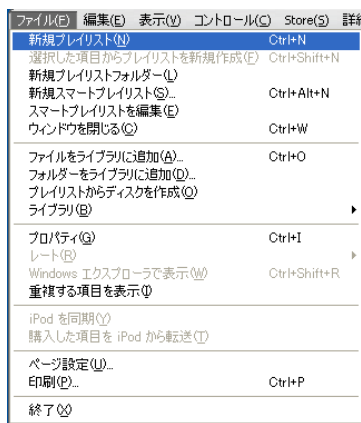 ファイル(F) 編集(E) 表示(V) コントロール(C) Store(S) 詳細
新規プレイリスト(N) Ctrl+N
選択した項目からプレイリストを新規作成(F) Ctrl+Shift+N
新規プレイリストフォルダー(L)
新規スマートプレイリスト(S)... Ctrl+Alt+N
スマートプレイリストを編集(E)
ウィンドウを閉じる(C) Ctrl+W
ファイルをライブラリに追加(A)... Ctrl+O
フォルダーをライブラリに追加(D)...
プレイリストからディスクを作成(O)
ライブラリ(B)
プロパティ(G) Ctrl+I
レート(R)
Windows エクスプローラで表示(W) Ctrl+Shift+R
重複する項目を表示(I)
iPod を同期(Y)
購入した項目を iPod から転送(T)
ページ設定(U)...
印刷(P)... Ctrl+P
終了(X)